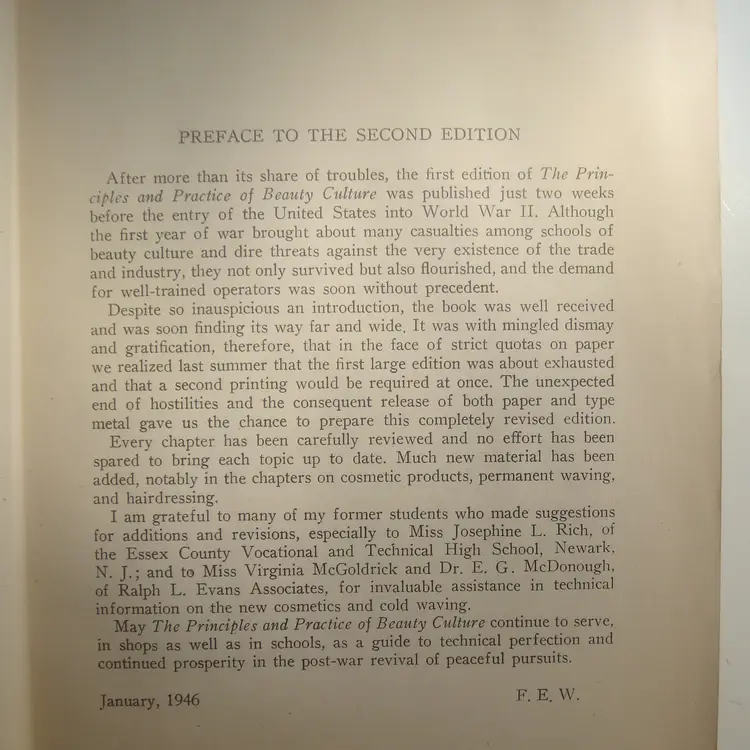 PREFACE TO THE SECOND EDITION
After more than its share of troubles, the first edition of The Prin-
ciples and Practice of Beauty Culture was published just two weeks
before the entry of the United States into World War II. Although
the first year of war brought about many casualties among schools of
beauty culture and dire threats against the very existence of the trade
and industry, they not only survived but also flourished, and the demand
for well-trained operators was soon without precedent.
Despite so inauspicious an introduction, the book was well received
and was soon finding its way far and wide. It was with mingled dismay
and gratification, therefore, that in the face of strict quotas on paper
we realized last summer that the first large edition was about exhausted
and that a second printing would be required at once. The unexpected
end of hostilities and the consequent release of both paper and type
metal gave us the chance to prepare this completely revised edition.
Every chapter has been carefully reviewed and no effort has been
spared to bring each topic up to date. Much new material has been
added, notably in the chapters on cosmetic products, permanent waving,
and hairdressing.
I am grateful to many of my former students who made suggestions
for additions and revisions, especially to Miss Josephine L. Rich, of
the Essex County Vocational and Technical High School, Newark,
N. J.; and to Miss Virginia McGoldrick and Dr. E. G. McDonough,
of Ralph L. Evans Associates, for invaluable assistance in technical
information on the new cosmetics and cold waving.
May The Principles and Practice of Beauty Culture continue to serve,
in shops as well as in schools, as a guide to technical perfection and
continued prosperity in the post-war revival of peaceful pursuits.
January, 1946 F. E. W.